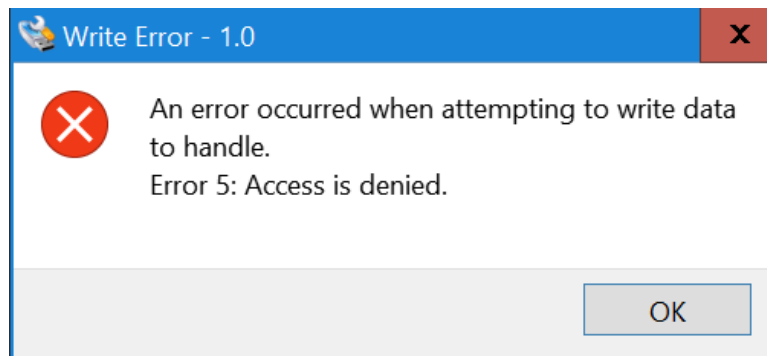 Write Error - 1.0
An error occurred when attempting to write data
to handle.
Error 5: Access is denied.
OK